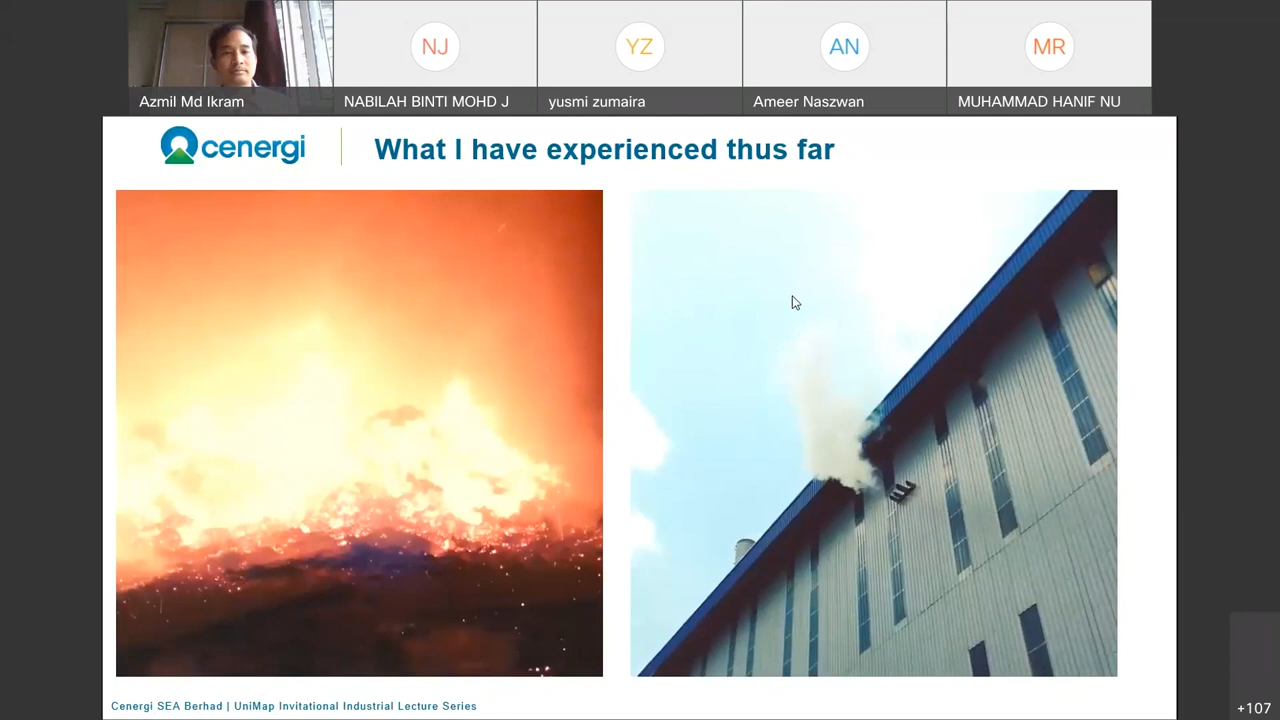 NJ
YZ
AN
MR
Azmil Md Ikram
NABILAH BINTI MOHD J
yusmi zumaira
Ameer Naszwan
MUHAMMAD HANIF NU
cenergi
What I have experienced thus far
Cenergi SEA Berhad | UniMap Invitational Industrial Lecture Series
+107